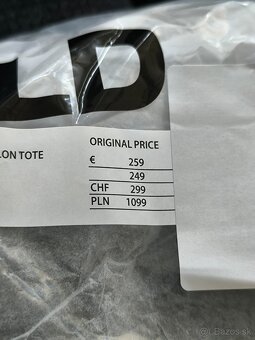 LD
ORIGINAL PRICE
LON TOTE
€ 259
249
CHF 299
PLN 1099
© Bazos.sk